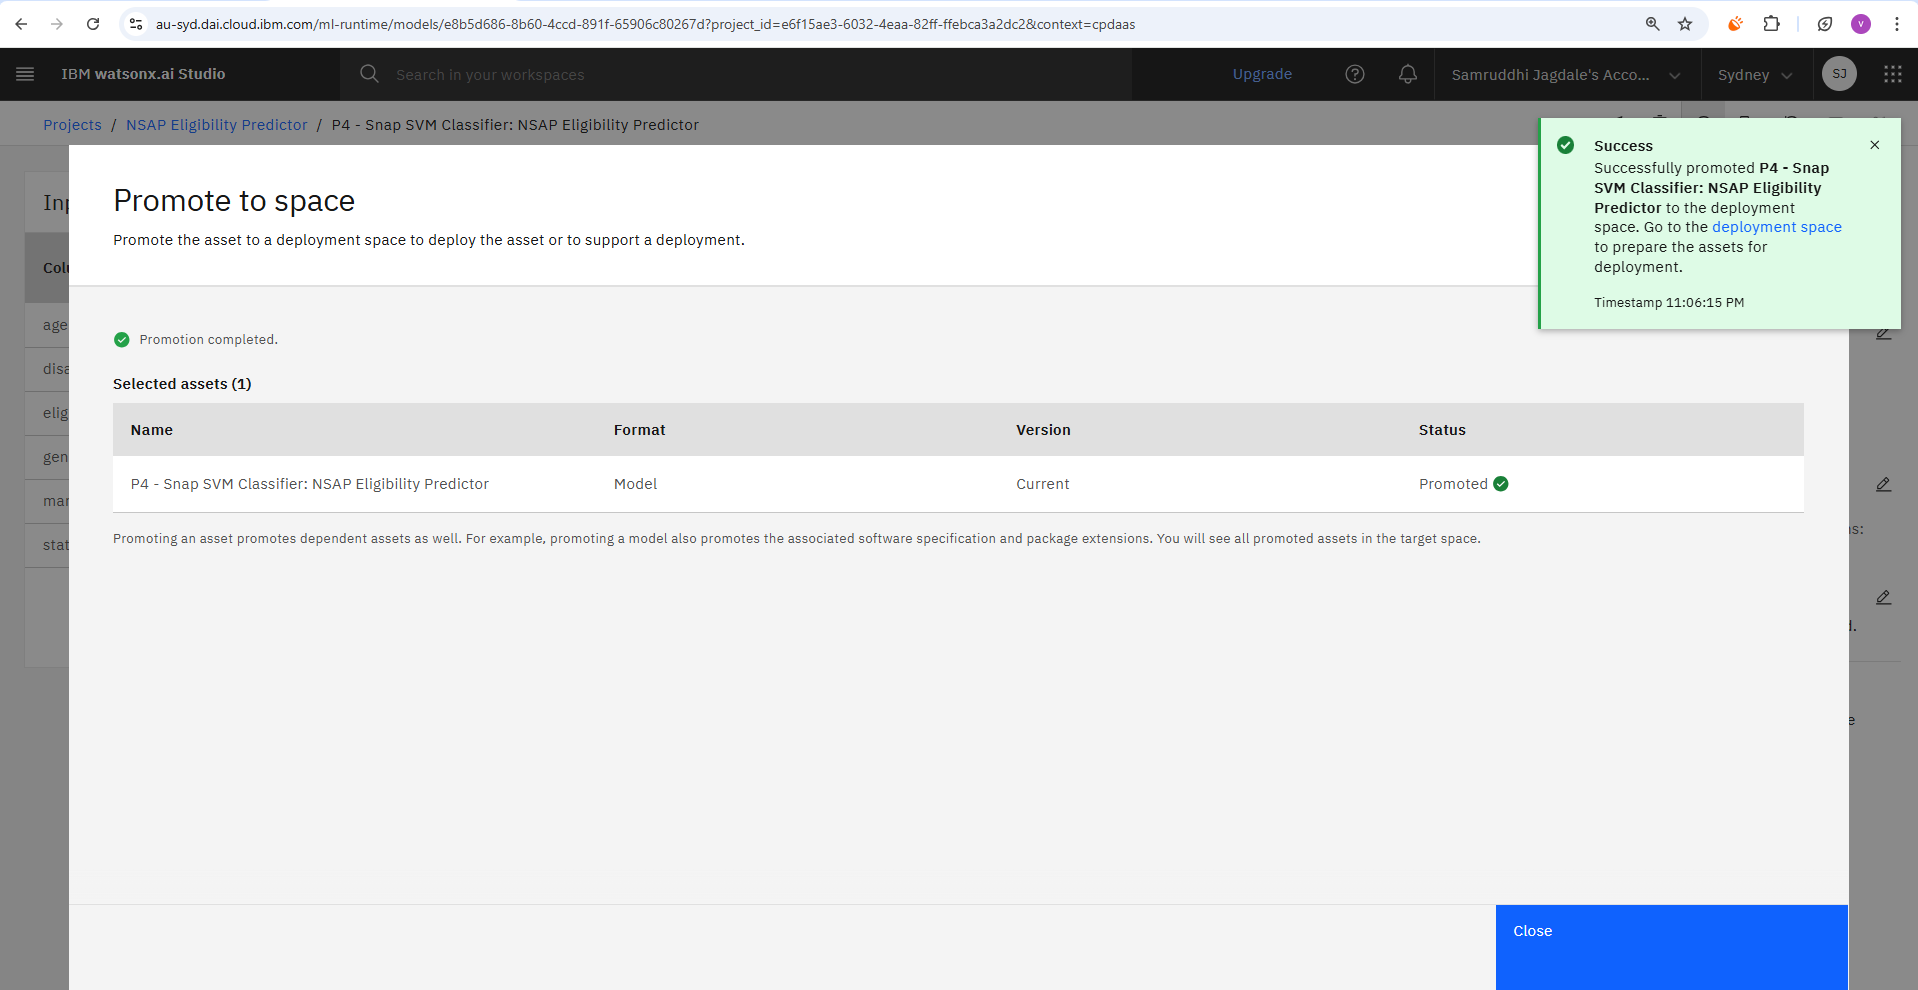 au-syd.dai.cloud.ibm.com/ml-runtime/models/e8b5d686-8b60-4ccd-891f-65906c80267d?project_id=e6f15ae3-6032-4eaa-82ff-ffebca3a2dc2&context=cpdaas
V
IBM watsonx.ai Studio
Search in your workspaces
Upgrade
Samruddhi Jagdale's Acco...
Sydney
SJ
Projects / NSAP Eligibility Predictor / P4 - Snap SVM Classifier: NSAP Eligibility Predictor
Success
Successfully promoted P4 - Snap
SVM Classifier: NSAP Eligibility
Predictor to the deployment
space. Go to the deployment space
to prepare the assets for
deployment.
Timestamp 11:06:15 PM
Promote to space
Promote the asset to a deployment space to deploy the asset or to support a deployment.
Promotion completed.
Selected assets (1)
Name Format Version Status
P4 - Snap SVM Classifier: NSAP Eligibility Predictor Model Current Promoted
Promoting an asset promotes dependent assets as well. For example, promoting a model also promotes the associated software specification and package extensions. You will see all promoted assets in the target space.
age
Close